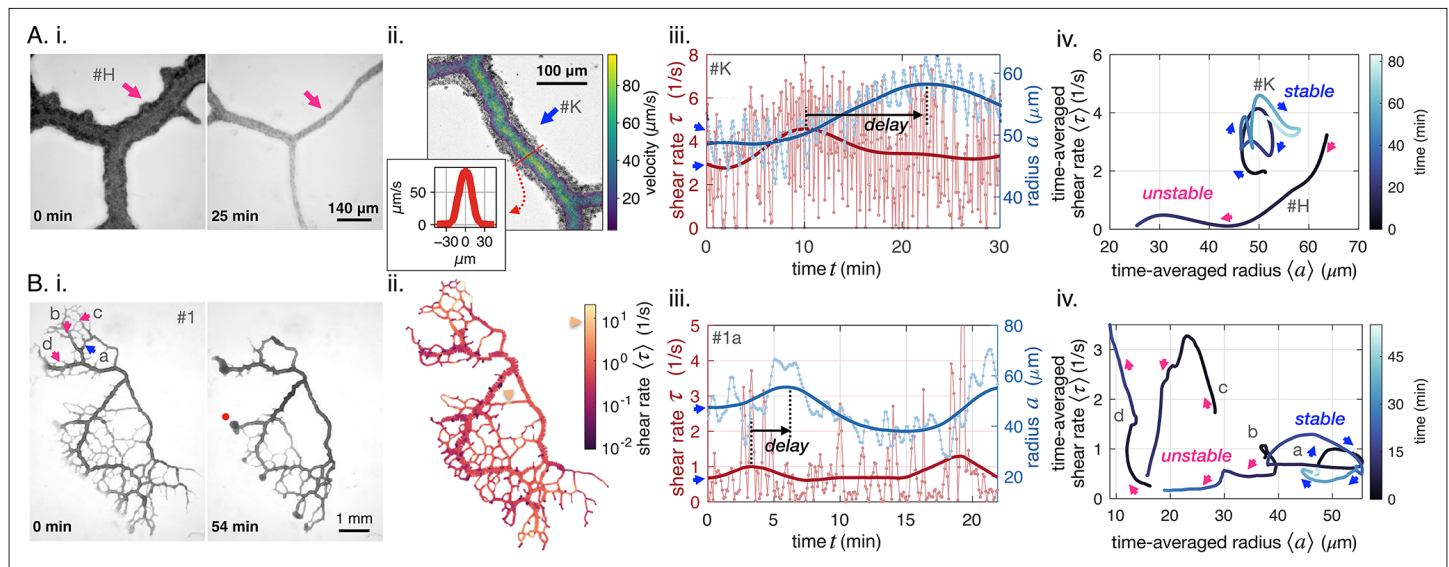 A. i.
#H
0 min
25 min
140 µm
ii.
100 µm
#K
80
60
40
20
velocity (µm/s)
µm/s
50
0
−30 0 30
µm
iii.
#K
8
7
6
5
4
3
2
1
0
shear rate τ (1/s)
delay
60
50
40
radius a (µm)
0 10 20 30
time t (min)
iv.
6
4
2
0
time-averaged
shear rate ⟨τ⟩ (1/s)
#K
stable
unstable
#H
20 30 40 50 60 70
time-averaged radius ⟨a⟩ (µm)
80
60
40
20
0
time (min)
B. i.
#1
b
c
d
a
0 min
54 min
1 mm
ii.
10¹
10⁰
10⁻¹
10⁻²
shear rate ⟨τ⟩ (1/s)
iii.
#1a
5
4
3
2
1
0
shear rate τ (1/s)
delay
80
60
40
20
radius a (µm)
0 5 10 15 20
time t (min)
iv.
3
2
1
0
time-averaged
shear rate ⟨τ⟩ (1/s)
c
d
b
a
stable
unstable
10 20 30 40 50
time-averaged radius ⟨a⟩ (µm)
45
30
15
0
time (min)